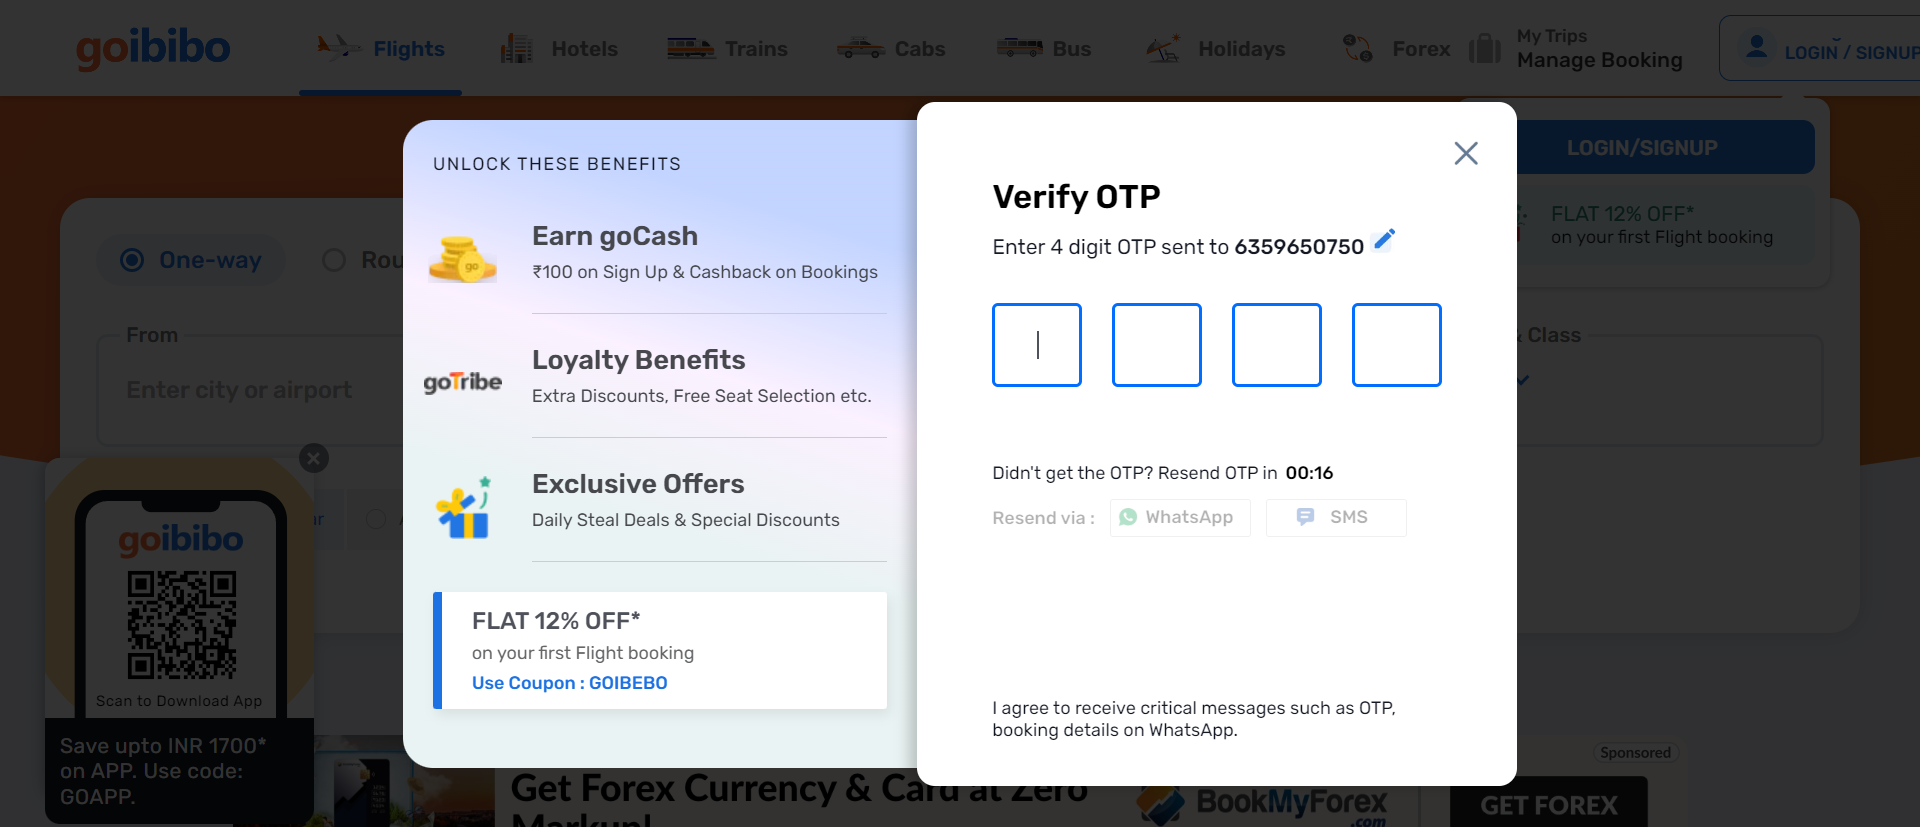 goibibo
Flights
Hotels
Trains
Cabs
Bus
Holidays
Forex
My Trips
Manage Booking
LOGIN / SIGNUP
LOGIN/SIGNUP
FLAT 12% OFF*
on your first Flight booking
One-way
Rou
From
Enter city or airport
& Class
UNLOCK THESE BENEFITS
Earn goCash
₹100 on Sign Up & Cashback on Bookings
goTribe
Loyalty Benefits
Extra Discounts, Free Seat Selection etc.
Exclusive Offers
Daily Steal Deals & Special Discounts
FLAT 12% OFF*
on your first Flight booking
Use Coupon : GOIBEBO
Verify OTP
Enter 4 digit OTP sent to 6359650750
Didn't get the OTP? Resend OTP in 00:16
Resend via :
WhatsApp
SMS
I agree to receive critical messages such as OTP,
booking details on WhatsApp.
goibibo
Scan to Download App
Save upto INR 1700*
on APP. Use code:
GOAPP.
Get Forex Currency & Card at Zero
Markup!
BookMyForex
.com
Sponsored
GET FOREX